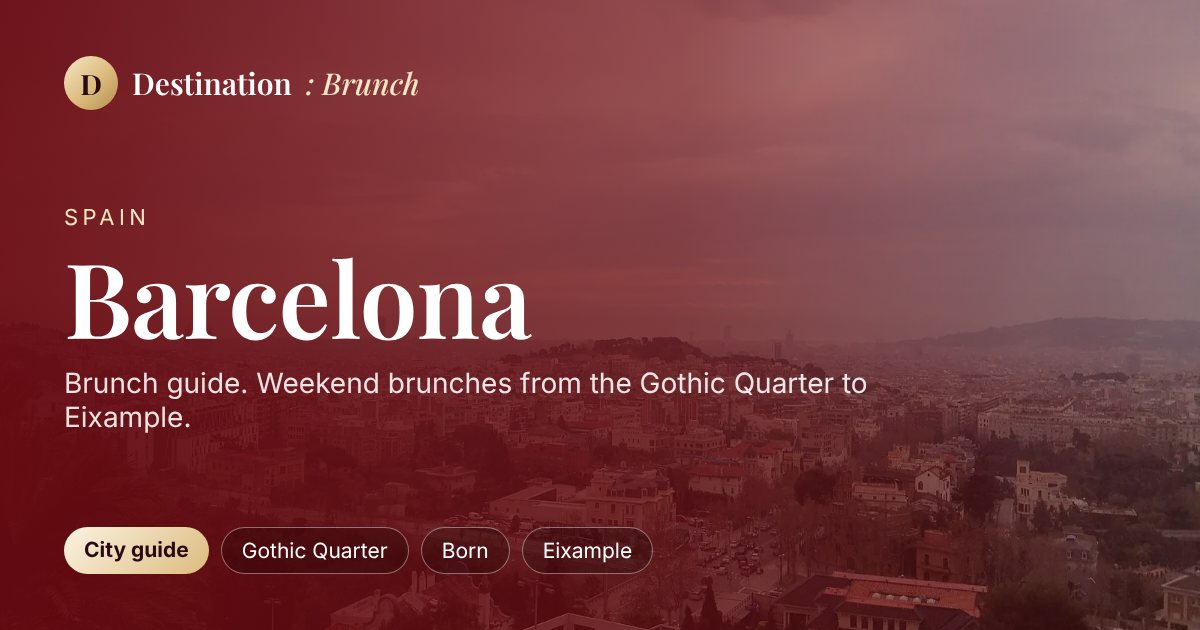 D Destination : Brunch
SPAIN
Barcelona
Brunch guide. Weekend brunches from the Gothic Quarter to
Eixample.
City guide Gothic Quarter Born Eixample